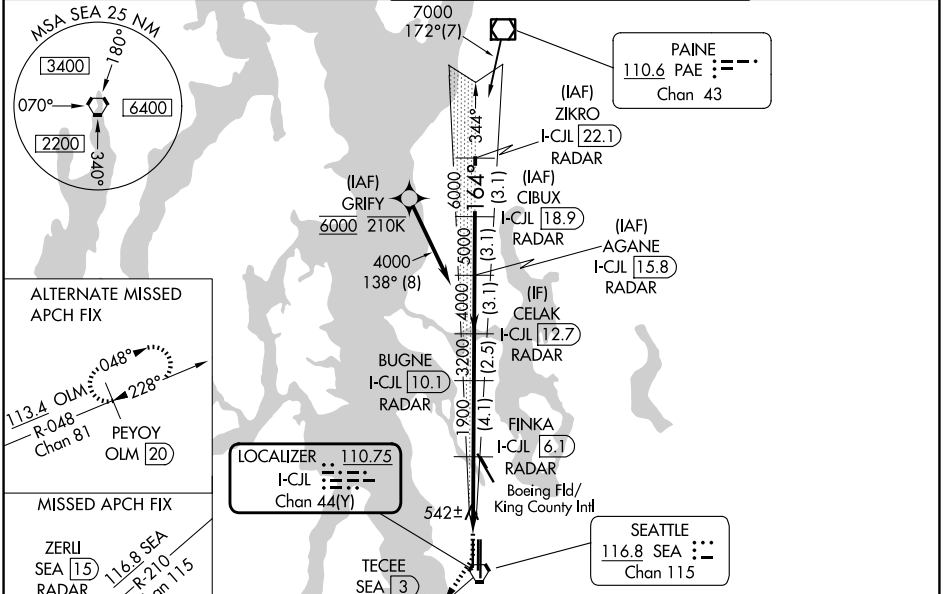 MSA SEA 25 NM
180°
3400
070°
6400
2200
340°
7000
172°(7)
PAINE
110.6 PAE
Chan 43
344°
(IAF)
ZIKRO
I-CJL 22.1
RADAR
6000
164°
(3.1)
(IAF)
CIBUX
I-CJL 18.9
RADAR
(IAF)
GRIFY
6000 210K
4000
138° (8)
5000
(3.1)
(IAF)
AGANE
I-CJL 15.8
RADAR
4000
(3.1)
(IF)
CELAK
I-CJL 12.7
RADAR
3200
(2.5)
BUGNE
I-CJL 10.1
RADAR
1900
(4.1)
FINKA
I-CJL 6.1
RADAR
Boeing Fld/
King County Intl
ALTERNATE MISSED
APCH FIX
048°
228°
113.4 OLM
R-048
Chan 81
PEYOY
OLM 20
LOCALIZER 110.75
I-CJL
Chan 44(Y)
542±
MISSED APCH FIX
ZERLI
SEA 15
RADAR
116.8 SEA
R-210
115
TECEE
SEA 3
SEATTLE
116.8 SEA
Chan 115